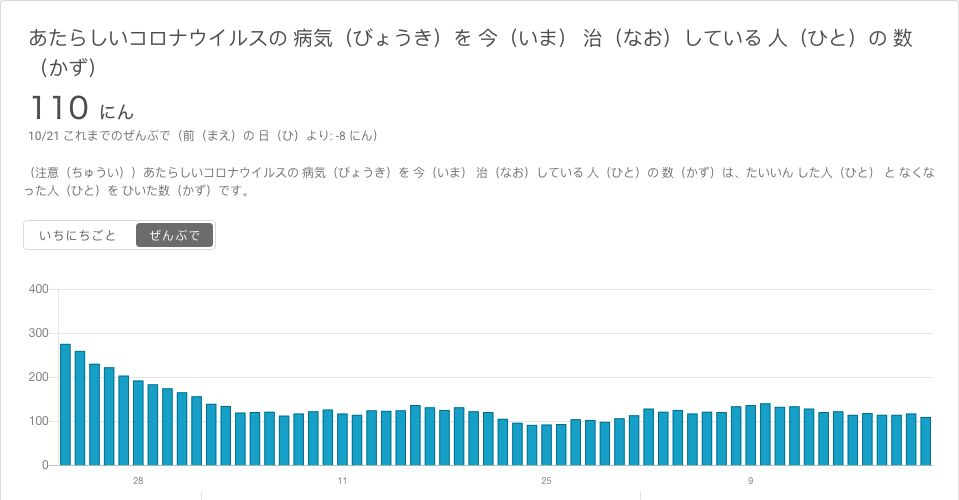 あたらしいコロナウイルスの 病気（びょうき）を 今（いま） 治（なお）している 人（ひと）の 数
（かず）
110 にん
10/21 これまでのぜんぶで（前（まえ）の 日（ひ）より: -8 にん）
（注意（ちゅうい））あたらしいコロナウイルスの 病気（びょうき）を 今（いま） 治（なお）している 人（ひと）の 数（かず）は、たいいん した人（ひと） と なくな
った人（ひと）を ひいた数（かず）です。
いちにちごと ぜんぶで
400
300
200
100
0
28 11 25 9